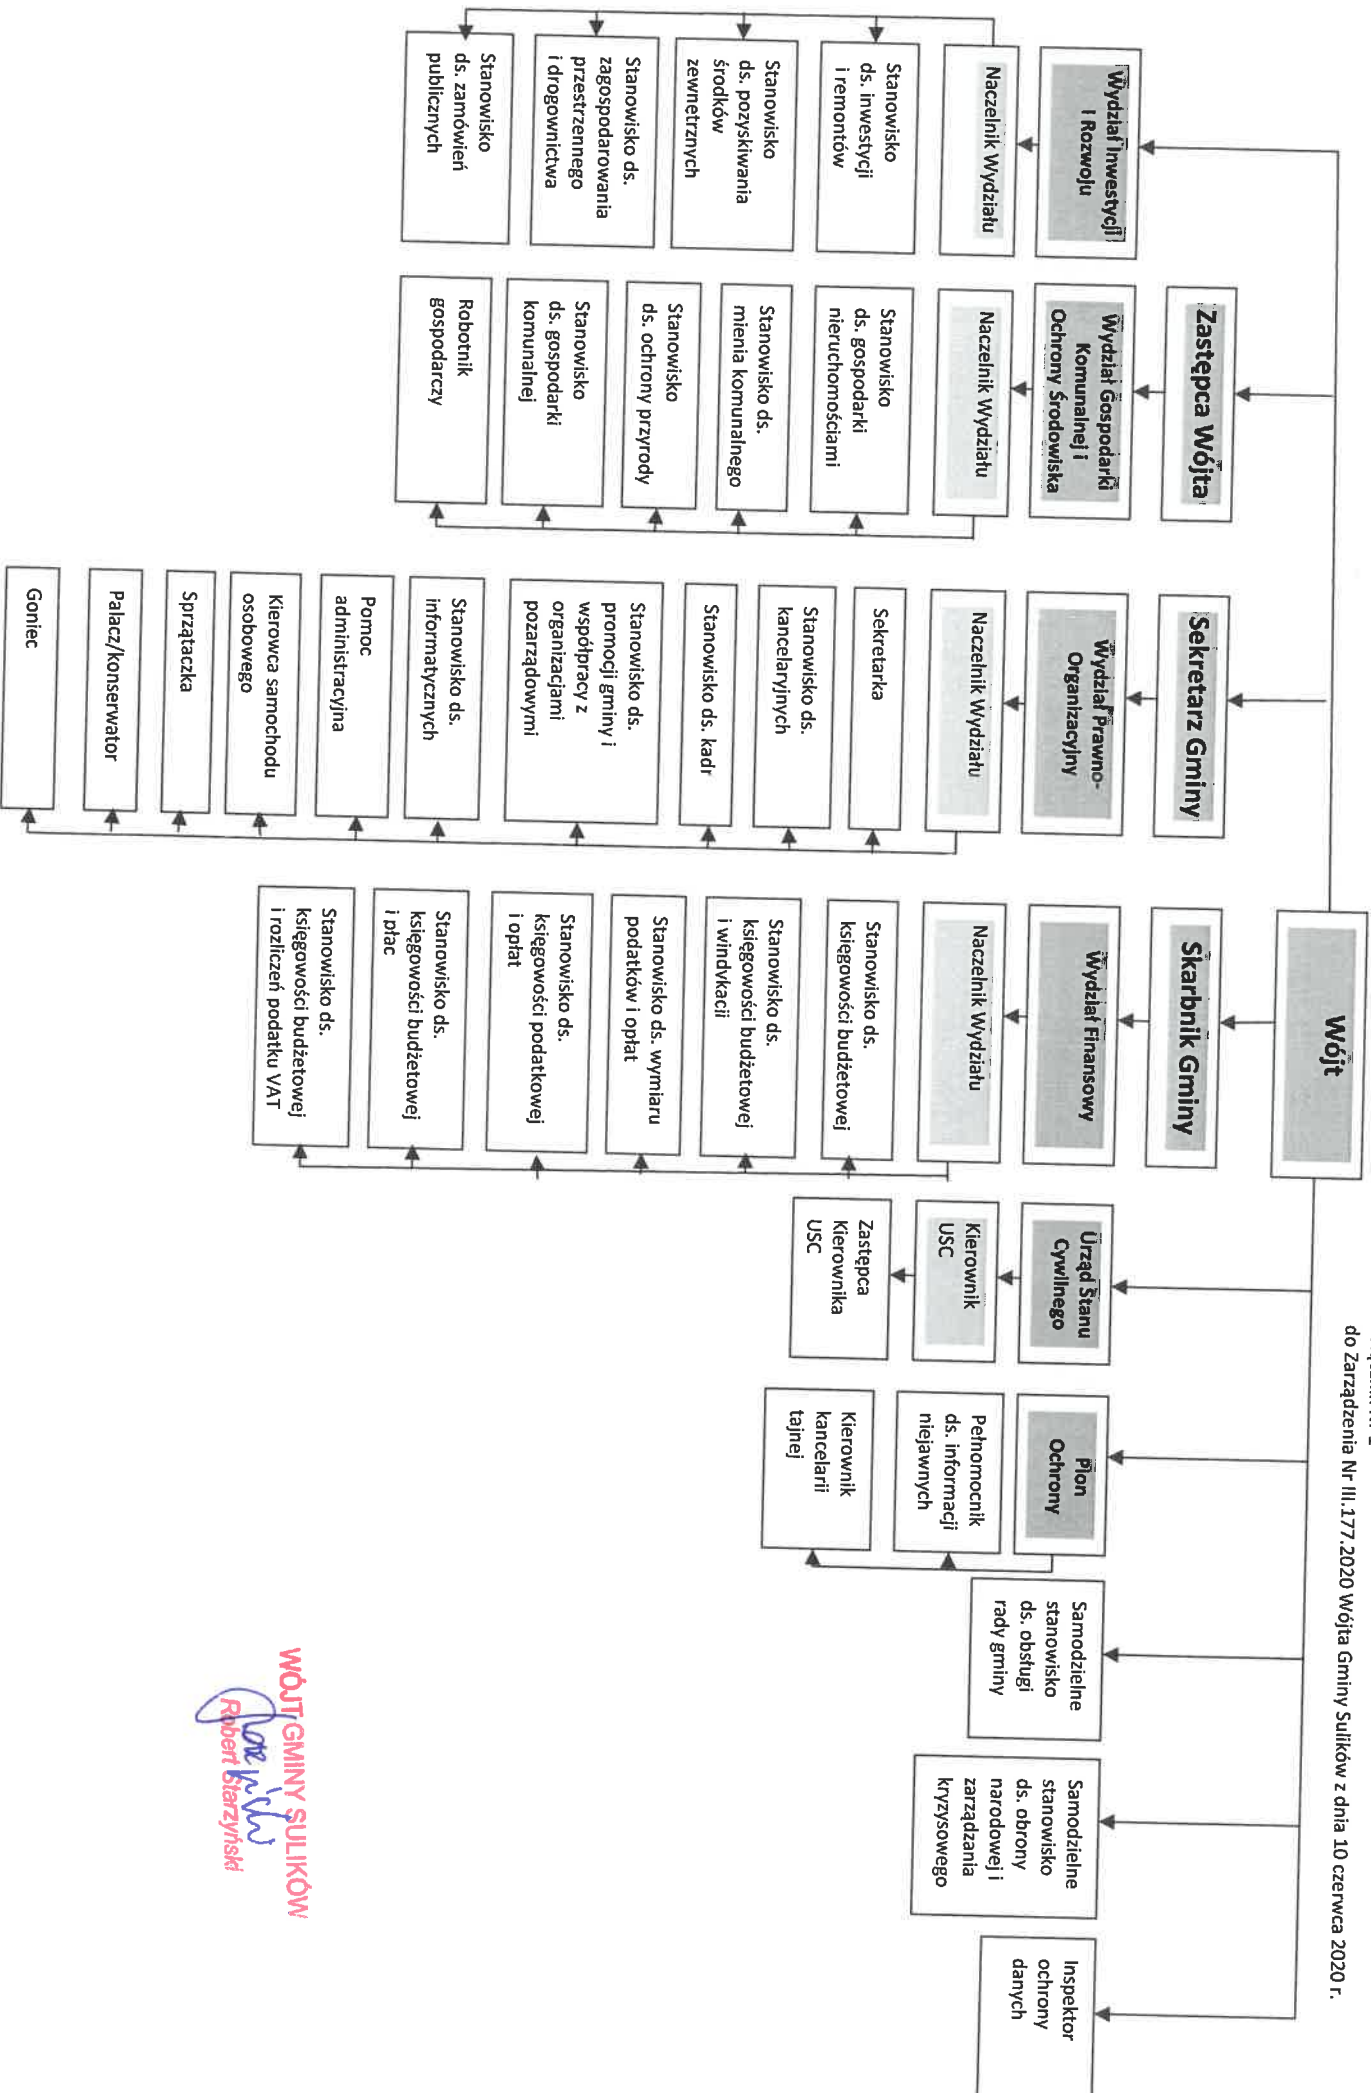 do Zarządzenia Nr III.177.2020 Wójta Gminy Sulików z dnia 10 czerwca 2020 r.
Wójt
Wydział Inwestycji
I Rozwoju
Naczelnik Wydziału
Stanowisko
ds. inwestycji
i remontów
Stanowisko
ds. pozyskiwania
środków
zewnętrznych
Stanowisko ds.
zagospodarowania
przestrzennego
i drogownictwa
Stanowisko
ds. zamówień
publicznych
Zastępca Wójta
Wydział Gospodarki
Komunalnej i
Ochrony Środowiska
Naczelnik Wydziału
Stanowisko
ds. gospodarki
nieruchomościami
Stanowisko ds.
mienia komunalnego
Stanowisko
ds. ochrony przyrody
Stanowisko
ds. gospodarki
komunalnej
Robotnik
gospodarczy
Sekretarz Gminy
Wydział Prawno-
Organizacyjny
Naczelnik Wydziału
Sekretarka
Stanowisko ds.
kancelaryjnych
Stanowisko ds. kadr
Stanowisko ds.
promocji gminy i
współpracy z
organizacjami
pozarządowymi
Stanowisko ds.
informatycznych
Pomoc
administracyjna
Kierowca samochodu
osobowego
Sprzątaczka
Palacz/konserwator
Goniec
Skarbnik Gminy
Wydział Finansowy
Naczelnik Wydziału
Stanowisko ds.
księgowości budżetowej
Stanowisko ds.
księgowości budżetowej
i windykacji
Stanowisko ds. wymiaru
podatków i opłat
Stanowisko ds.
księgowości podatkowej
i opłat
Stanowisko ds.
księgowości budżetowej
i płac
Stanowisko ds.
księgowości budżetowej
i rozliczeń podatku VAT
Urząd Stanu
Cywilnego
Kierownik
USC
Zastępca
Kierownika
USC
Pion
Ochrony
Pełnomocnik
ds. informacji
niejawnych
Kierownik
kancelarii
tajnej
Samodzielne
stanowisko
ds. obsługi
rady gminy
Samodzielne
stanowisko
ds. obrony
narodowej i
zarządzania
kryzysowego
Inspektor
ochrony
danych
WÓJT GMINY SULIKÓW
Robert Starzyński